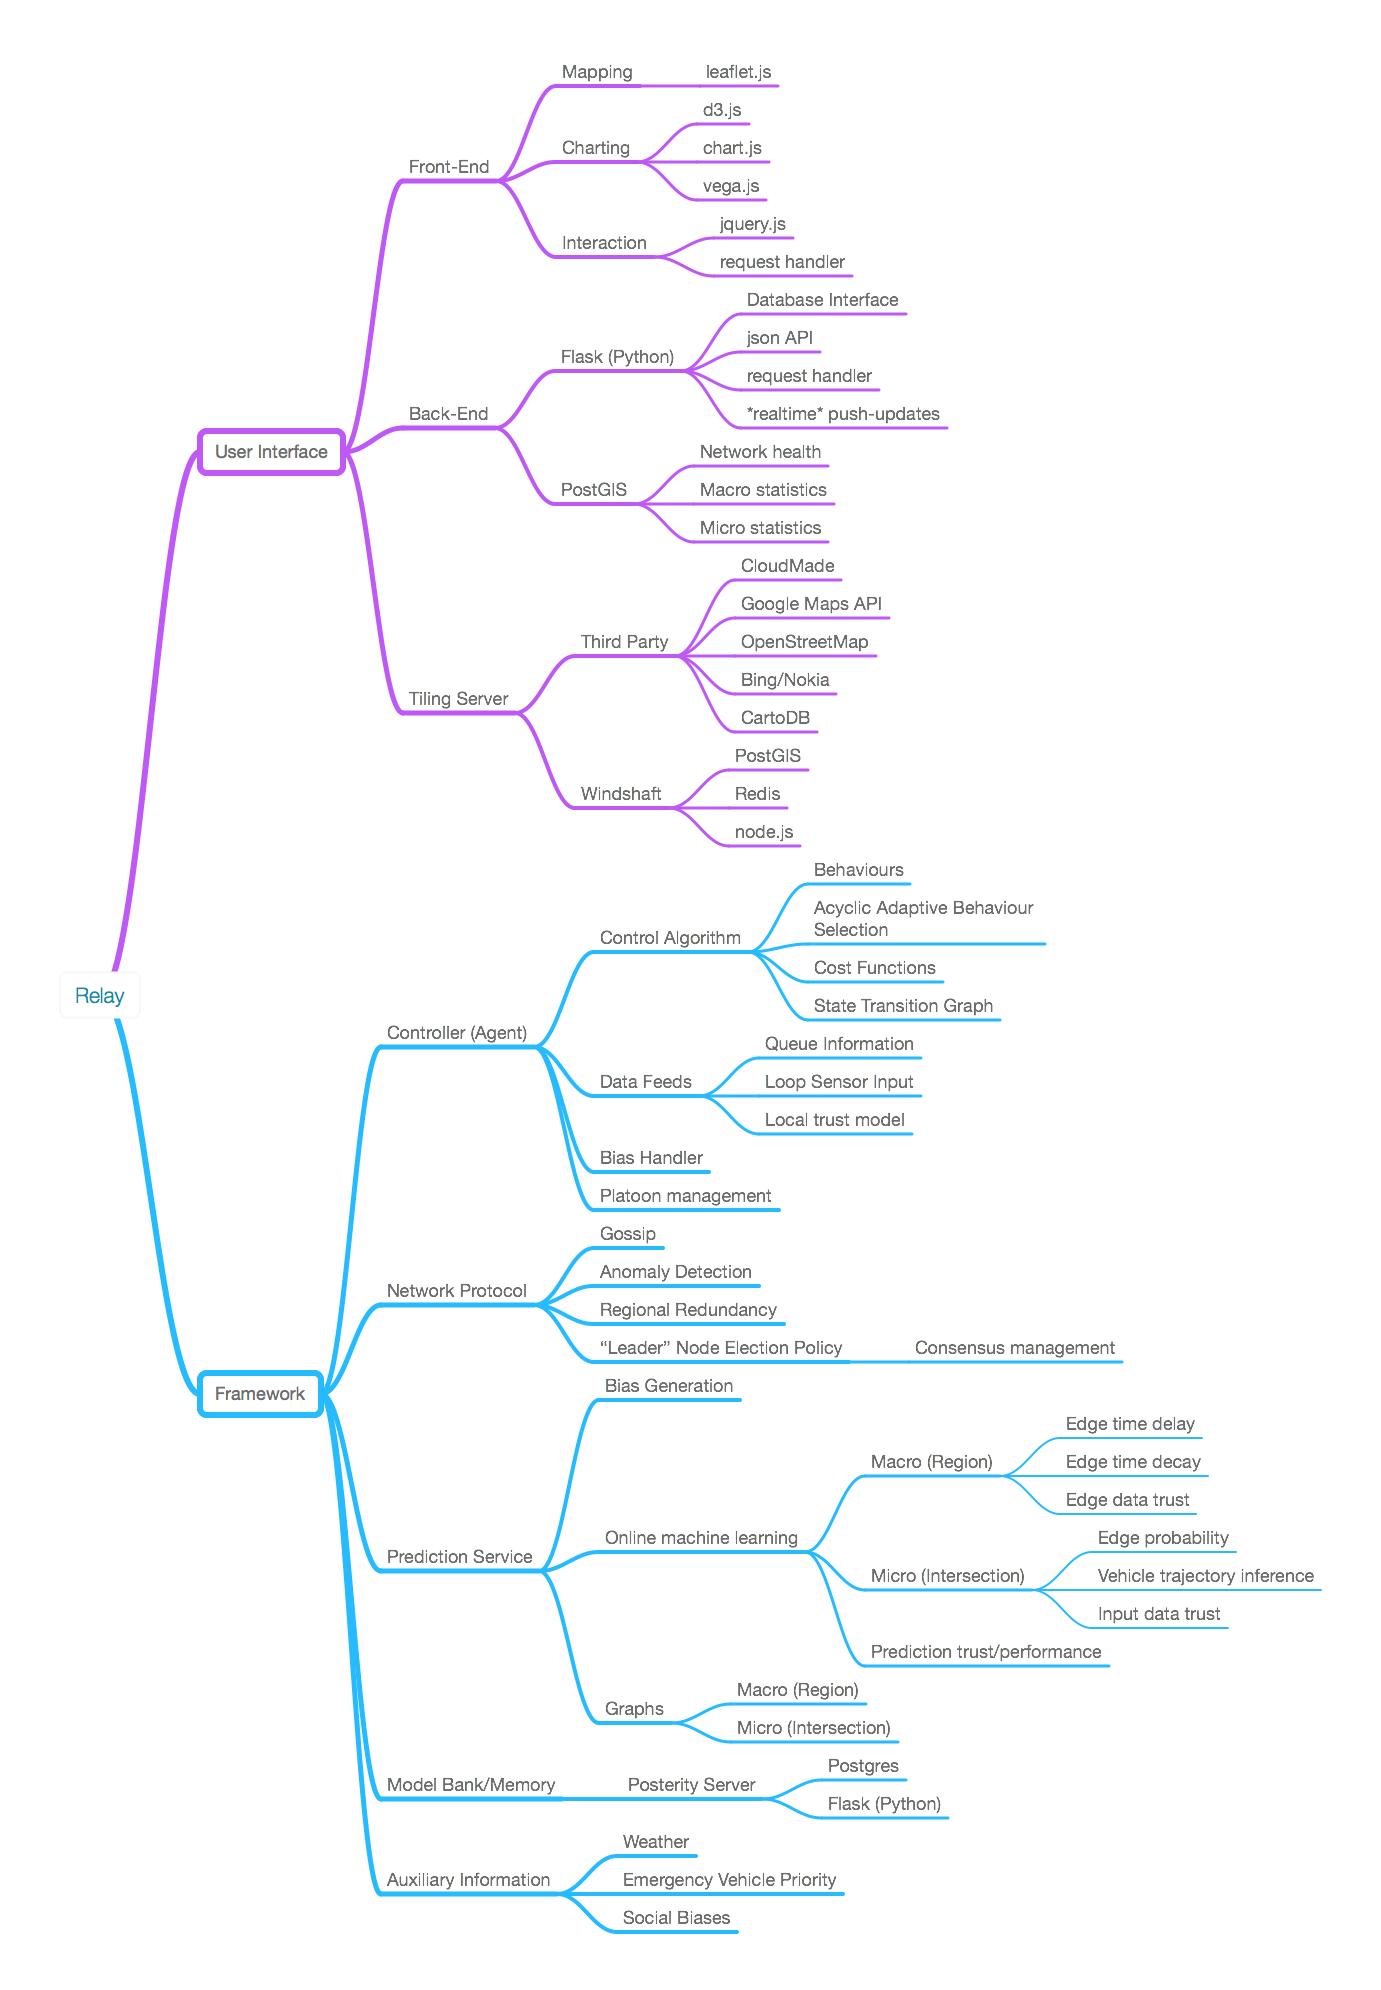 Mapping
leaflet.js
d3.js
Charting
chart.js
Front-End
vega.js
jquery.js
Interaction
request handler
Database Interface
json API
Flask (Python)
request handler
Back-End
*realtime* push-updates
User Interface
Network health
PostGIS
Macro statistics
Micro statistics
CloudMade
Google Maps API
Third Party
OpenStreetMap
Bing/Nokia
Tiling Server
CartoDB
PostGIS
Windshaft
Redis
node.js
Behaviours
Acyclic Adaptive Behaviour
Selection
Control Algorithm
Cost Functions
Relay
State Transition Graph
Controller (Agent)
Queue Information
Data Feeds
Loop Sensor Input
Local trust model
Bias Handler
Platoon management
Gossip
Anomaly Detection
Network Protocol
Regional Redundancy
“Leader” Node Election Policy
Consensus management
Framework
Bias Generation
Edge time delay
Macro (Region)
Edge time decay
Edge data trust
Online machine learning
Edge probability
Prediction Service
Micro (Intersection)
Vehicle trajectory inference
Input data trust
Prediction trust/performance
Macro (Region)
Graphs
Micro (Intersection)
Postgres
Model Bank/Memory
Posterity Server
Flask (Python)
Weather
Auxiliary Information
Emergency Vehicle Priority
Social Biases